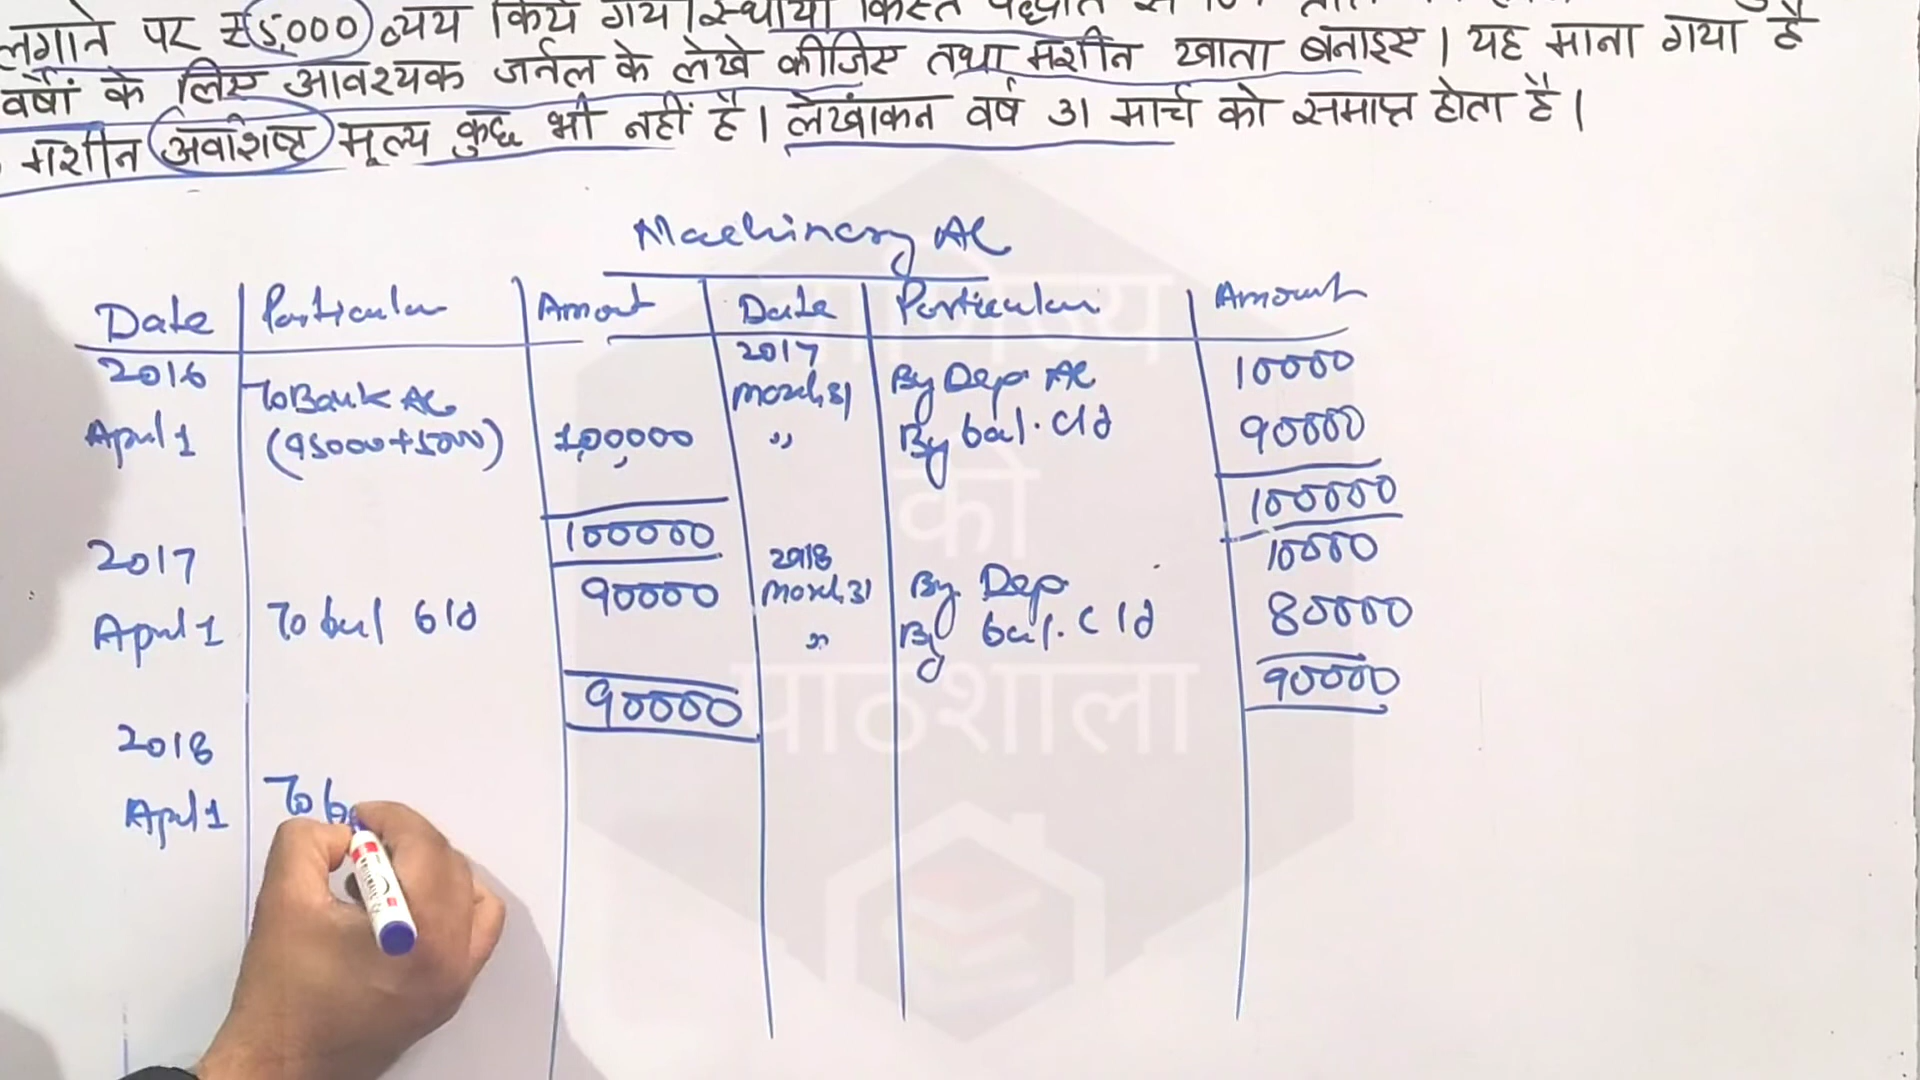 लगाने पर ₹5,000 व्यय किये गये। स्थायी किस्त पद्धति से
वर्षों के लिए आवश्यक जर्नल के लेखे कीजिए तथा मशीन खाता बनाइए। यह माना गया है
मशीन अवशिष्ट मूल्य कुछ भी नहीं है। लेखांकन वर्ष 31 मार्च को समाप्त होता है।
Machinery A/c
Date Particular Amount Date Particular Amount
2016 2017
To Bank A/c March 31 By Dep A/c 10000
April 1 (95000+5000) 1,00,000 " By bal. c/d 90000
100000 100000
2017 2018
90000 March 31 By Dep 10000
April 1 To bal b/d " By bal. c/d 80000
90000 90000
2018
April 1 To ba
वाणिज्य
को
पाठशाला